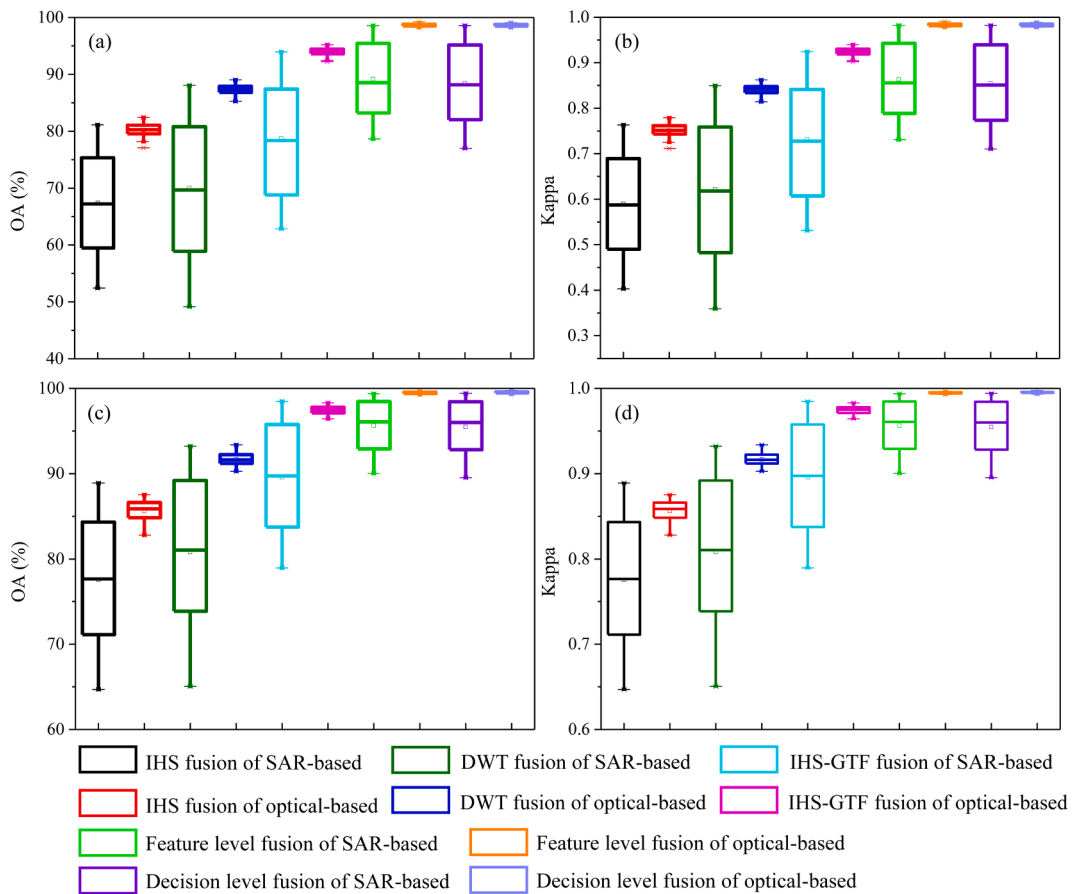 100
90
80
70
60
50
40
OA (%)
(a)
1.0
0.9
0.8
0.7
0.6
0.5
0.4
0.3
Kappa
(b)
100
90
80
70
60
OA (%)
(c)
1.0
0.9
0.8
0.7
0.6
Kappa
(d)
IHS fusion of SAR-based
DWT fusion of SAR-based
IHS-GTF fusion of SAR-based
IHS fusion of optical-based
DWT fusion of optical-based
IHS-GTF fusion of optical-based
Feature level fusion of SAR-based
Feature level fusion of optical-based
Decision level fusion of SAR-based
Decision level fusion of optical-based